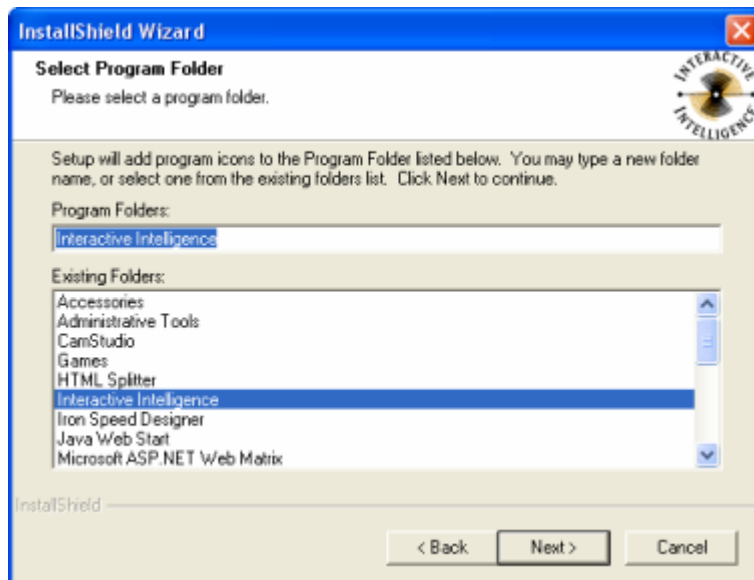 InstallShield Wizard
Select Program Folder
Please select a program folder.
INTERACTIVE
INTELLIGENCE
Setup will add program icons to the Program Folder listed below. You may type a new folder
name, or select one from the existing folders list. Click Next to continue.
Program Folders:
Interactive Intelligence
Existing Folders:
Accessories
Administrative Tools
CamStudio
Games
HTML Splitter
Interactive Intelligence
Iron Speed Designer
Java Web Start
Microsoft ASP.NET Web Matrix
InstallShield
< Back
Next >
Cancel